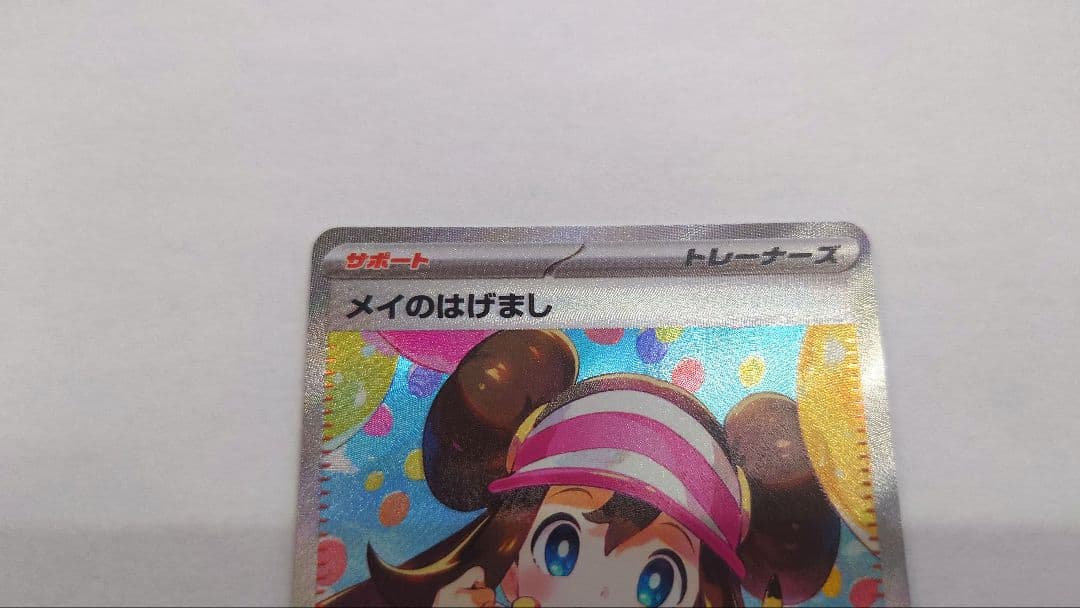 サポート
トレーナーズ
メイのはげまし